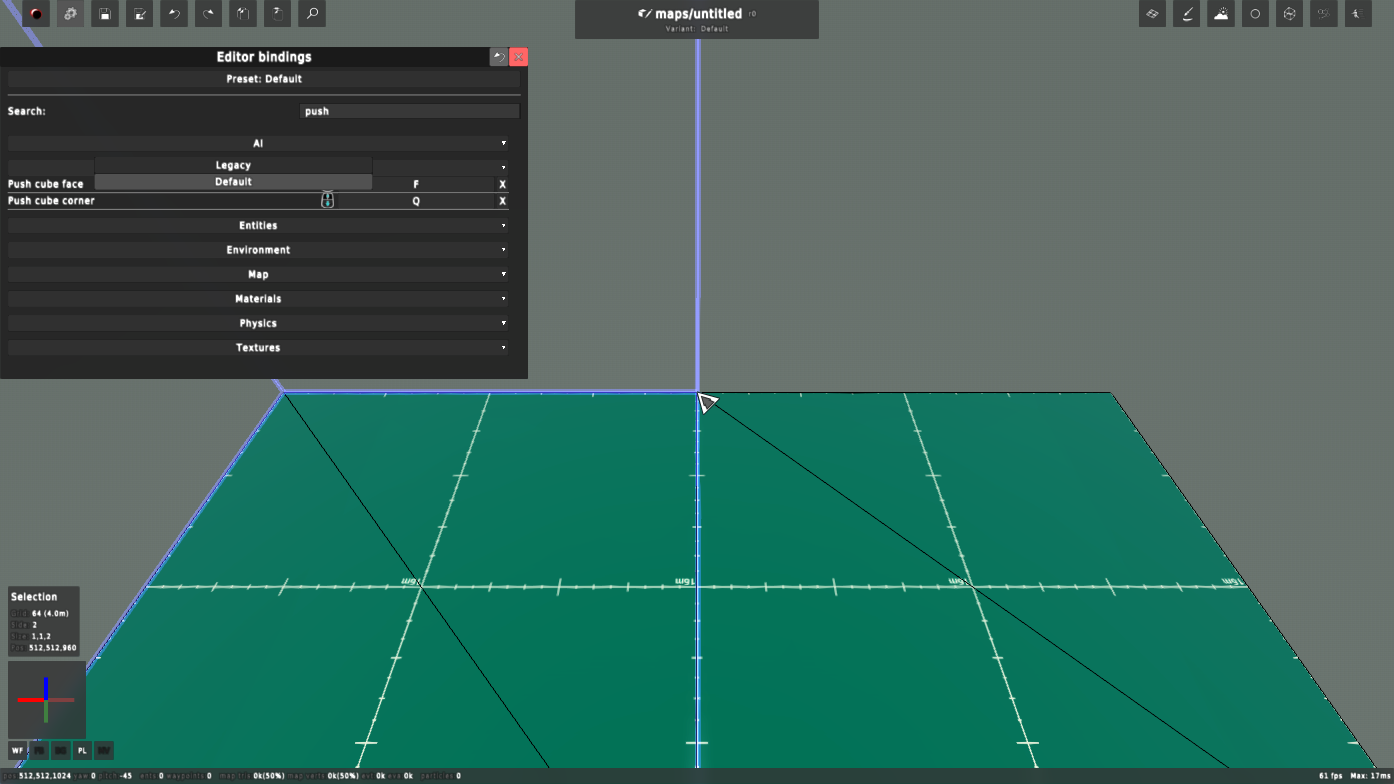 maps/untitled
Variant: Default
Editor bindings
Preset: Default
Search: push
AI
Legacy
Default
Push cube face F X
Push cube corner Q X
Entities
Environment
Map
Materials
Physics
Textures
16m 16m
Selection
64 (4.0m)
2
1,1,2
512,512,960
WF PL
512,512,1024 0 -45 0 0 0k(50%) 0k(50%) 0k 0k 0 61 fps Max: 17ms